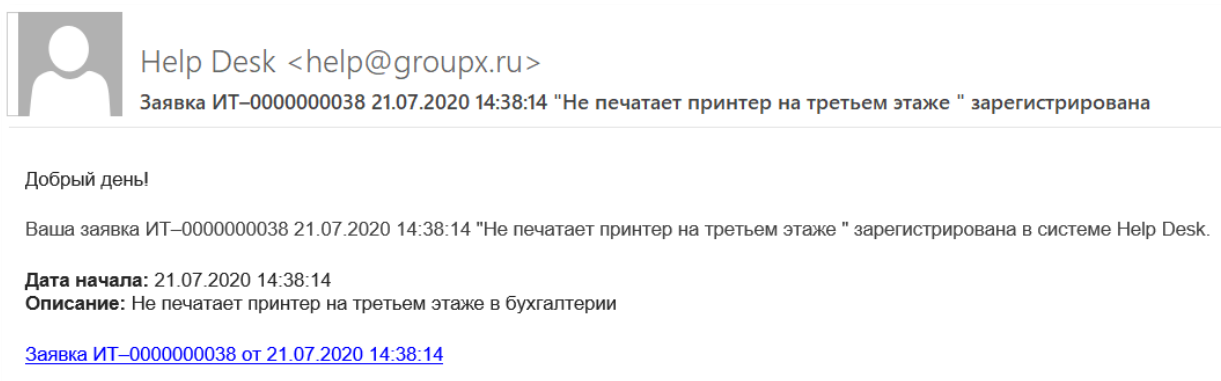 Help Desk <help@groupx.ru>
Заявка ИТ–0000000038 21.07.2020 14:38:14 "Не печатает принтер на третьем этаже " зарегистрирована
Добрый день!
Ваша заявка ИТ–0000000038 21.07.2020 14:38:14 "Не печатает принтер на третьем этаже " зарегистрирована в системе Help Desk.
Дата начала: 21.07.2020 14:38:14
Описание: Не печатает принтер на третьем этаже в бухгалтерии
Заявка ИТ–0000000038 от 21.07.2020 14:38:14